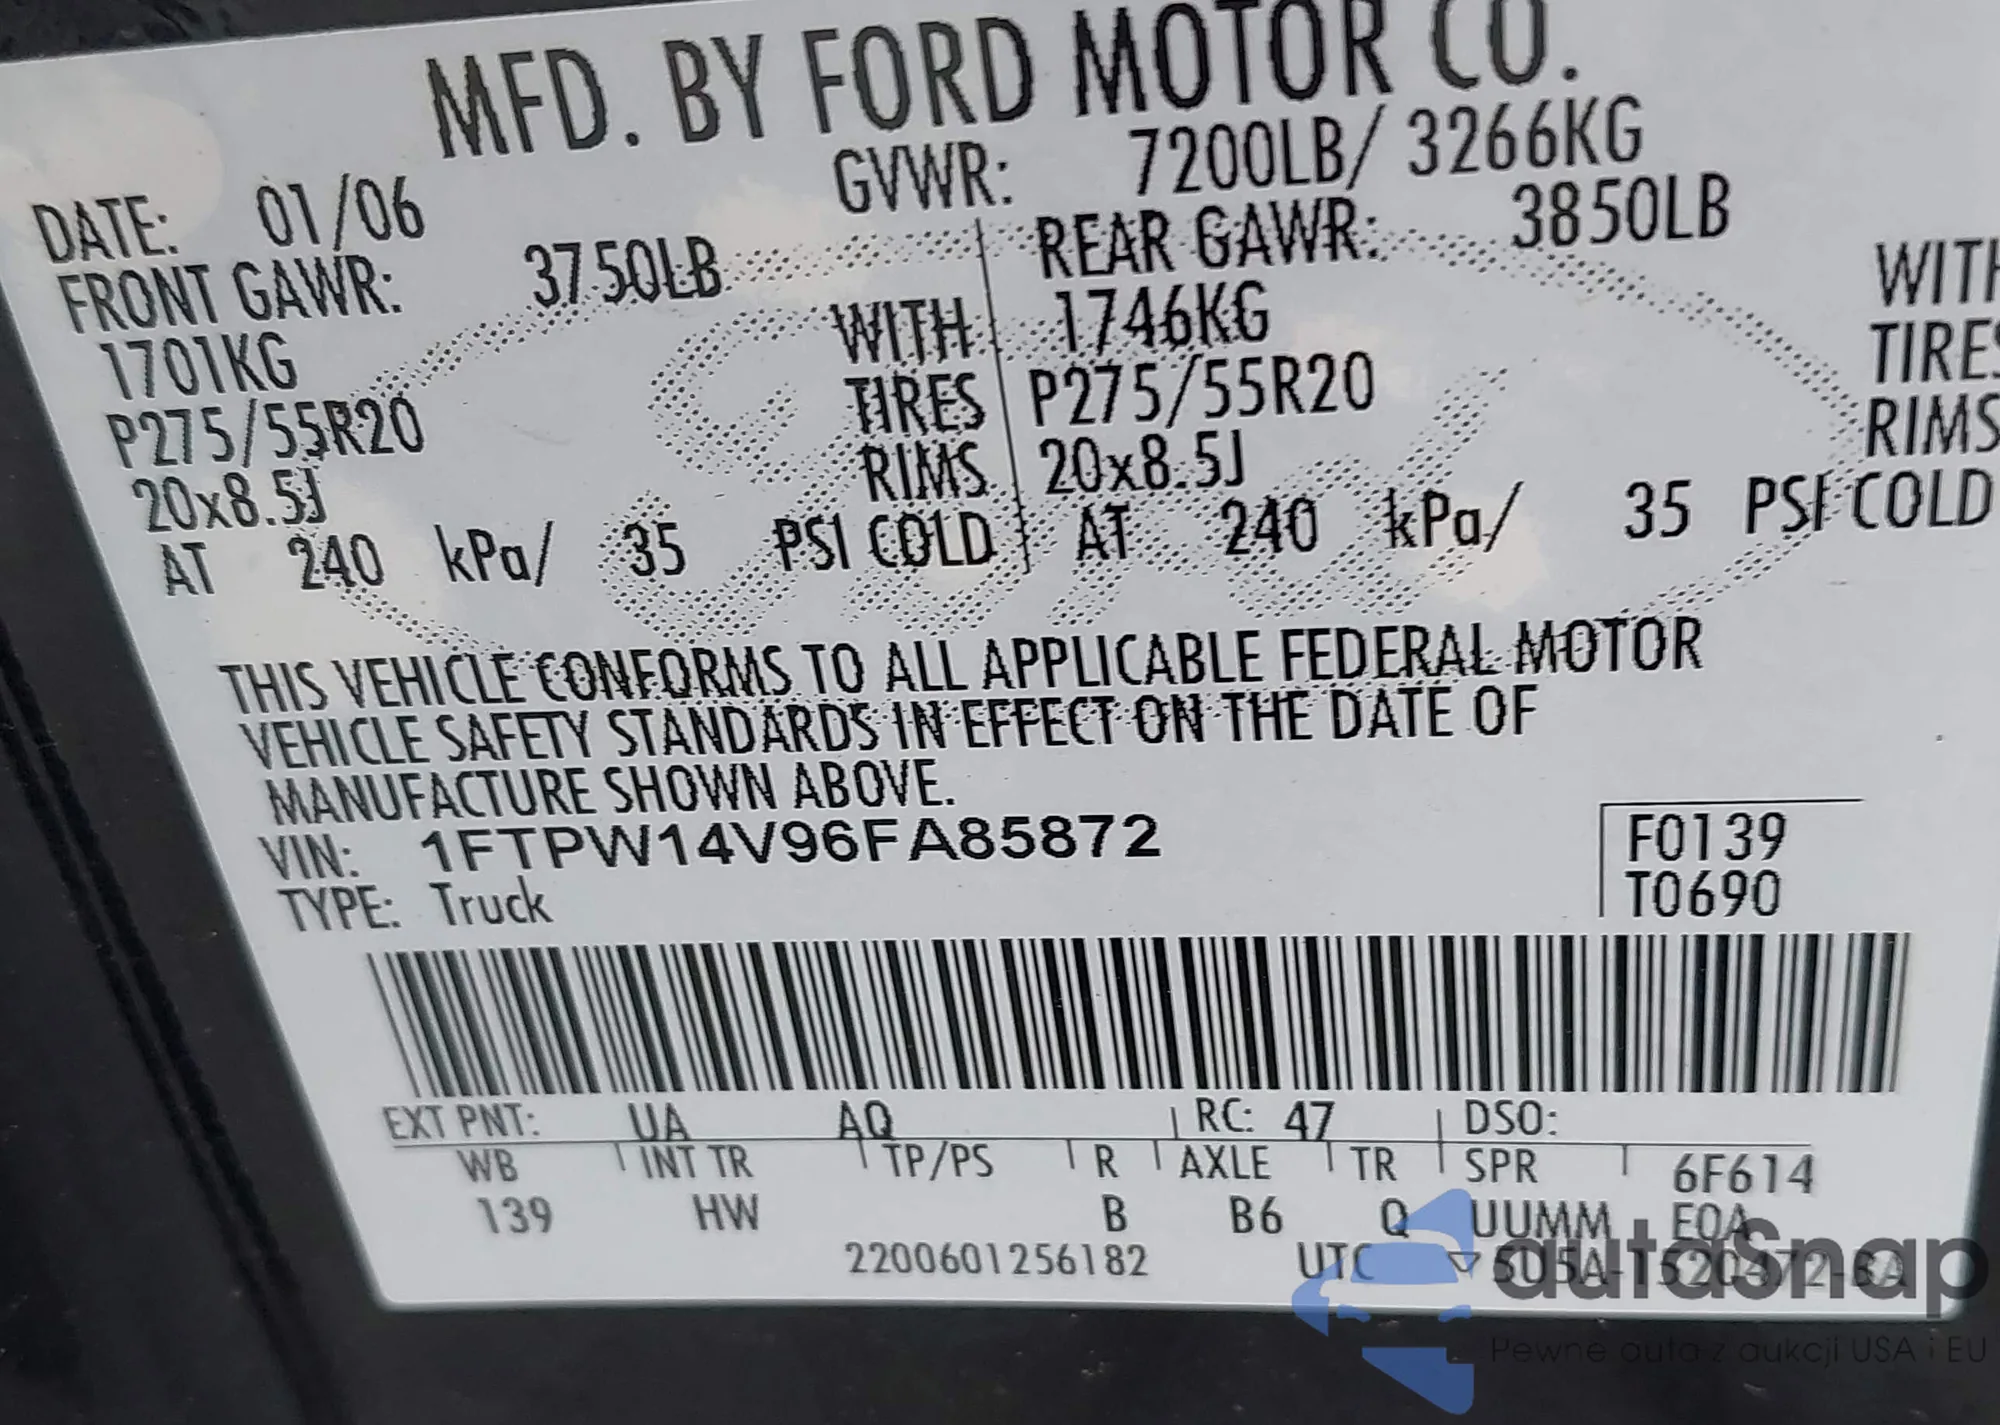 MFD. BY FORD MOTOR CO.
DATE: 01/06 GVWR: 7200LB/ 3266KG
FRONT GAWR: 3750LB REAR GAWR: 3850LB
1701KG WITH 1746KG WITH
P275/55R20 TIRES P275/55R20 TIRES
20x8.5J RIMS 20x8.5J RIMS
AT 240 kPa/ 35 PSI COLD AT 240 kPa/ 35 PSI COLD
THIS VEHICLE CONFORMS TO ALL APPLICABLE FEDERAL MOTOR
VEHICLE SAFETY STANDARDS IN EFFECT ON THE DATE OF
MANUFACTURE SHOWN ABOVE.
VIN: 1FTPW14V96FA85872 F0139
TYPE: Truck T0690
EXT PNT: UA AQ RC: 47 DSO:
WB INT TR TP/PS R AXLE TR SPR 6F614
139 HW B B6 Q UUMM EOA
2200601256182 UTC
autoSnap
Pewne auta z aukcji USA i EU